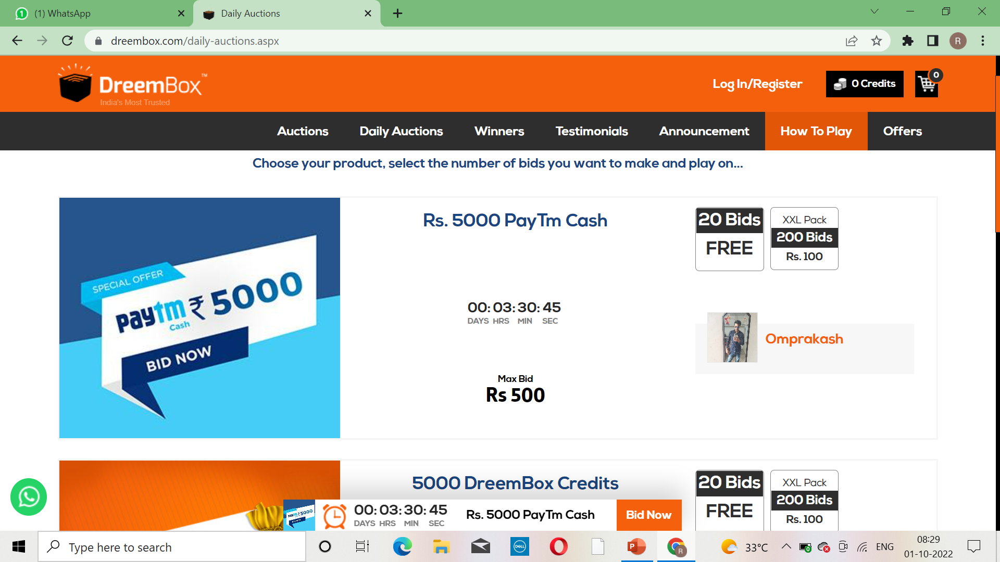 (1) WhatsApp
Daily Auctions
dreembox.com/daily-auctions.aspx
R
DreemBox™
India's Most Trusted
Log In/Register
0 Credits
0
Auctions
Daily Auctions
Winners
Testimonials
Announcement
How To Play
Offers
Choose your product, select the number of bids you want to make and play on...
SPECIAL OFFER
paytm ₹ 5000
Cash
BID NOW
Rs. 5000 PayTm Cash
00: 03: 30: 45
DAYS HRS MIN SEC
Max Bid
Rs 500
20 Bids
FREE
XXL Pack
200 Bids
Rs. 100
Omprakash
5000 DreemBox Credits
20 Bids
FREE
XXL Pack
200 Bids
Rs. 100
paytm ₹ 5000
00: 03: 30: 45
DAYS HRS MIN SEC
Rs. 5000 PayTm Cash
Bid Now
Type here to search
DELL
P
R
33°C
ENG
08:29
01-10-2022